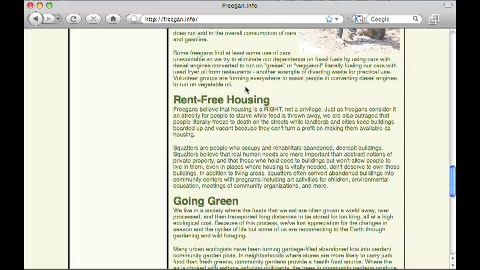 Freegan.info
http://freegan.info/
Google
does not add in the overall consumption of cars
and gasoline.
Some freegans find at least some use of cars
unavoidable so we try to eliminate our dependence on fossil fuels by using cars with
diesel engines converted to run on "grease" or "veggie-oil" literally fueling our cars with
used fryer oil from restaurants - another example of diverting waste for practical use.
Volunteer groups are forming everywhere to assist people in converting diesel engines
to run on vegetable oil.
Rent-Free Housing
Freegans believe that housing is a RIGHT, not a privilege. Just as freegans consider it
an atrocity for people to starve while food is thrown away, we are also outraged that
people literally freeze to death on the streets while landlords and cities keep buildings
boarded up and vacant because they can't turn a profit on making them available as
housing.
Squatters are people who occupy and rehabilitate abandoned, decrepit buildings.
Squatters believe that real human needs are more important than abstract notions of
private property, and that those who hold deed to buildings but won't allow people to
live in them, even in places where housing is vitally needed, don't deserve to own those
buildings. In addition to living areas, squatters often convert abandoned buildings into
community centers with programs including art activities for children, environmental
education, meetings of community organizations, and more.
Going Green
We live in a society where the foods that we eat are often grown a world away, over
processed, and then transported long distances to be stored for too long, all at a high
ecological cost. Because of this process, we've lost appreciation for the changes in
season and the cycles of life but some of us are reconnecting to the Earth through
gardening and wild foraging.
Many urban ecologists have been turning garbage-filled abandoned lots into verdant
community garden plots. In neighborhoods where stores are more likely to carry junk
food than fresh greens, community gardens provide a health food source. Where the